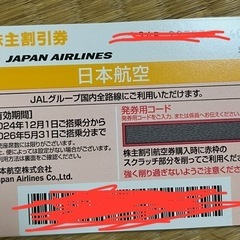 株主割引券
JAPAN AIRLINES
日本航空
JALグループ国内全路線にご利用いただけます。
有効期間
2024年12月1日ご搭乗分から
2026年5月31日ご搭乗分まで
発券用コード
株主割引航空券購入時に赤枠の
スクラッチ部分を削ってご利用ください
強く削り過ぎないようご注意ください
本航空株式会社
apan Airlines Co.,Ltd.